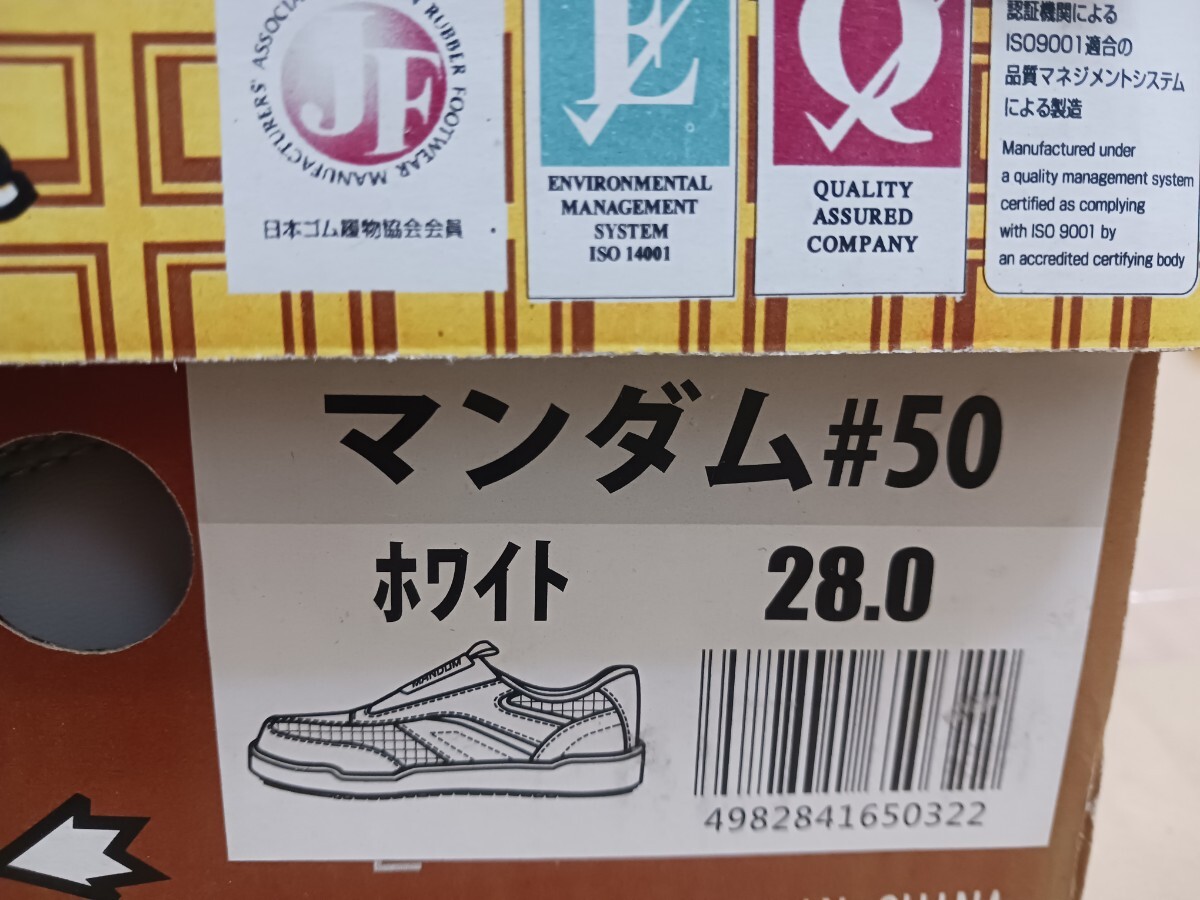 MANUFACTURERS' ASSOCIA
RUBBER FOOTWEAR
JF
日本ゴム履物協会会員
E
ENVIRONMENTAL
MANAGEMENT
SYSTEM
ISO 14001
Q
QUALITY
ASSURED
COMPANY
認証機関による
ISO9001適合の
品質マネジメントシステム
による製造
Manufactured under
a quality management system
certified as complying
with ISO 9001 by
an accredited certifying body
マンダム#50
ホワイト
28.0
MANDOM
4982841650322